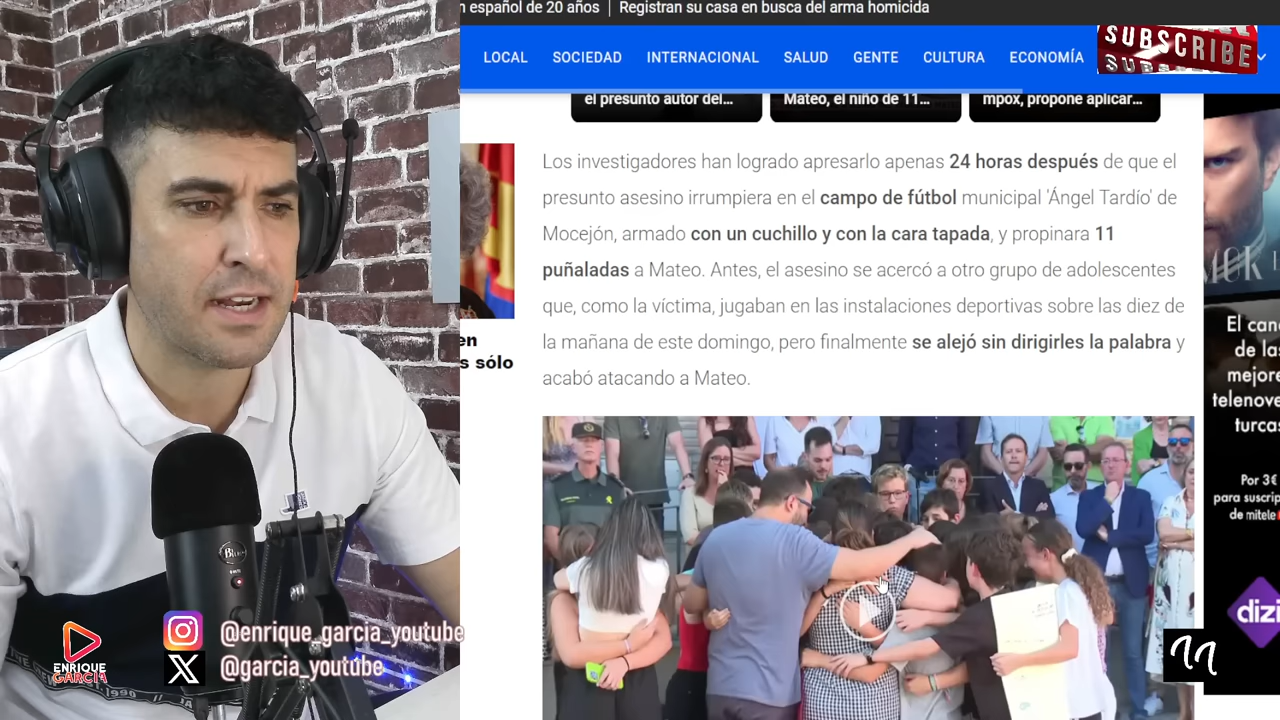 n español de 20 años | Registran su casa en busca del arma homicida
LOCAL SOCIEDAD INTERNACIONAL SALUD GENTE CULTURA ECONOMÍA
SUBSCRIBE
el presunto autor del...
Mateo, el niño de 11...
mpox, propone aplicar...
Los investigadores han logrado apresarlo apenas 24 horas después de que el
presunto asesino irrumpiera en el campo de fútbol municipal 'Ángel Tardío' de
Mocejón, armado con un cuchillo y con la cara tapada, y propinara 11
puñaladas a Mateo. Antes, el asesino se acercó a otro grupo de adolescentes
que, como la víctima, jugaban en las instalaciones deportivas sobre las diez de
la mañana de este domingo, pero finalmente se alejó sin dirigirles la palabra y
acabó atacando a Mateo.
en
s sólo
El can
de la
mejore
telenove
turcas
Por 3€
para suscrip
de mitele
dizi
Blue
ENRIQUE
GARCIA
@enrique_garcia_youtube
@garcia_youtube
1990